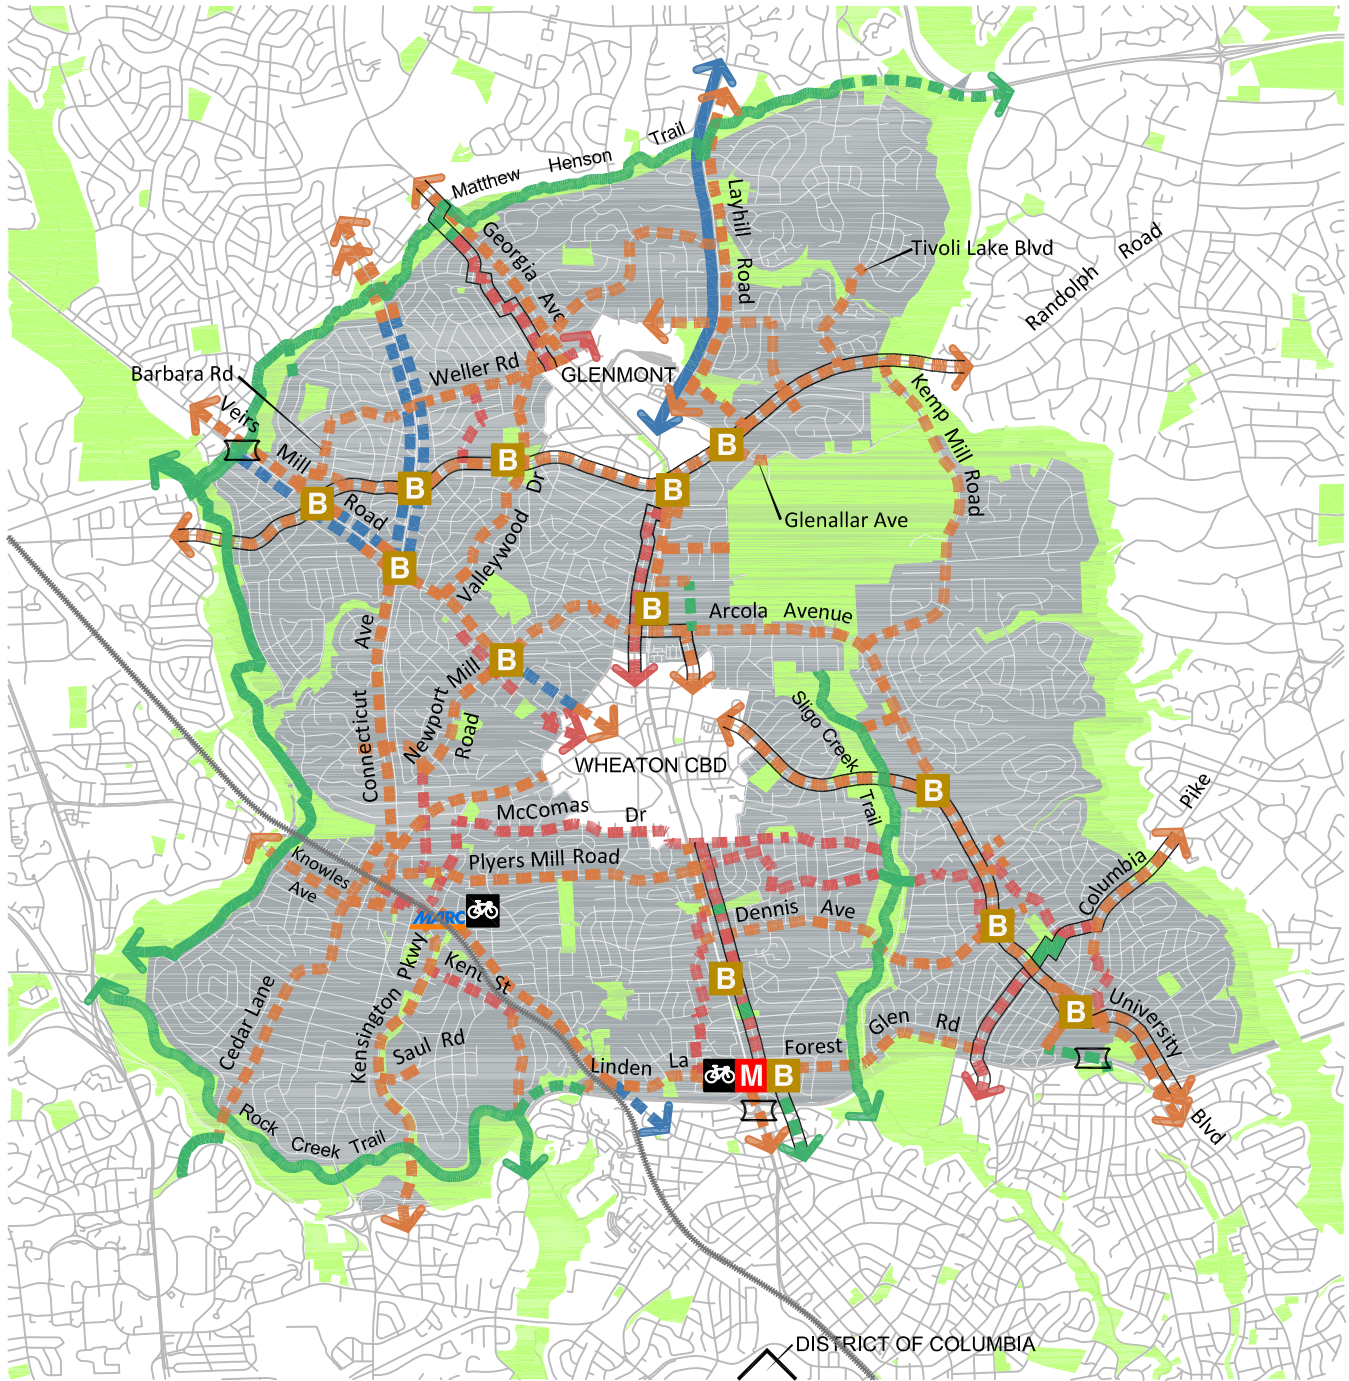 Matthew Henson Trail
Layhill Road
Georgia Ave
Tivoli Lake Blvd
Randolph Road
Barbara Rd
Weller Rd
GLENMONT
Veirs Mill Road
Kemp Mill Road
B
B
B
B
B
Glenallar Ave
Valleywood Dr
B
B
Arcola Avenue
Connecticut Ave
B
Newport Mill Road
Sligo Creek Trail
WHEATON CBD
B
McComas Dr
Pike
Columbia
Plyers Mill Road
Knowles Ave
MARC
Dennis Ave
B
Kensington Pkwy
Kent St
B
Cedar Lane
University Blvd
B
Glen Rd
Saul Rd
Forest
Linden La
M B
Rock Creek Trail
DISTRICT OF COLUMBIA